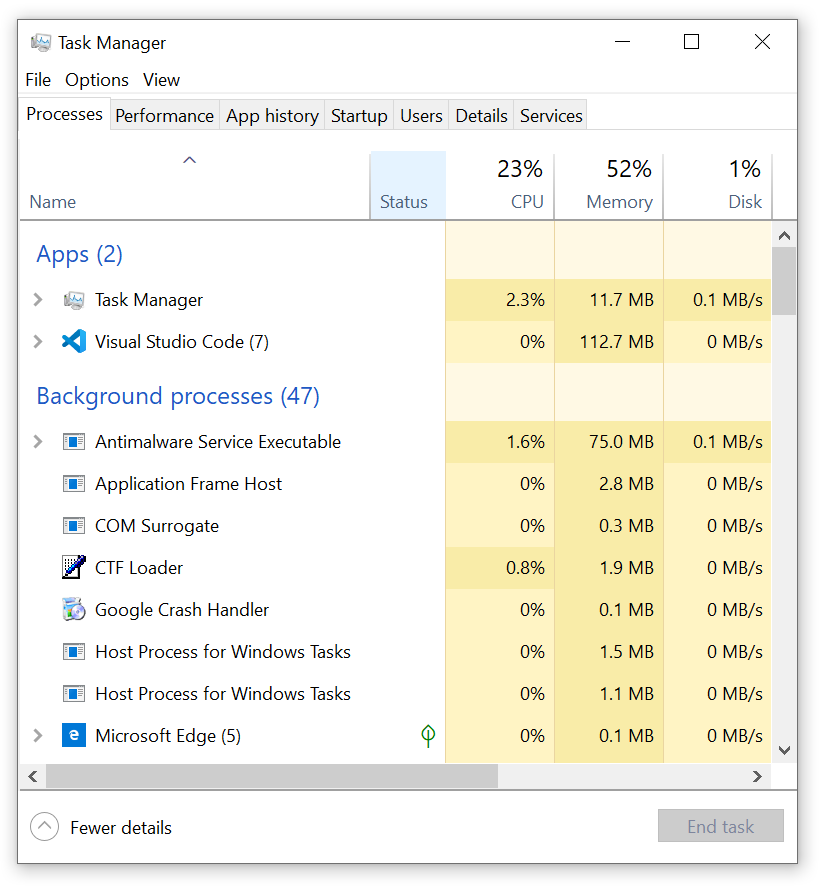 Task Manager
File Options View
Processes Performance App history Startup Users Details Services
23% 52% 1%
Name Status CPU Memory Disk
Apps (2)
Task Manager 2.3% 11.7 MB 0.1 MB/s
Visual Studio Code (7) 0% 112.7 MB 0 MB/s
Background processes (47)
Antimalware Service Executable 1.6% 75.0 MB 0.1 MB/s
Application Frame Host 0% 2.8 MB 0 MB/s
COM Surrogate 0% 0.3 MB 0 MB/s
CTF Loader 0.8% 1.9 MB 0 MB/s
Google Crash Handler 0% 0.1 MB 0 MB/s
Host Process for Windows Tasks 0% 1.5 MB 0 MB/s
Host Process for Windows Tasks 0% 1.1 MB 0 MB/s
Microsoft Edge (5) 0% 0.1 MB 0 MB/s
Fewer details End task